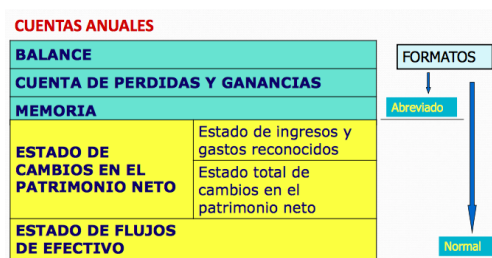 CUENTAS ANUALES
BALANCE
CUENTA DE PERDIDAS Y GANANCIAS
MEMORIA
ESTADO DE
CAMBIOS EN EL
PATRIMONIO NETO
Estado de ingresos y
gastos reconocidos
Estado total de
cambios en el
patrimonio neto
ESTADO DE FLUJOS
DE EFECTIVO
FORMATOS
Abreviado
Normal